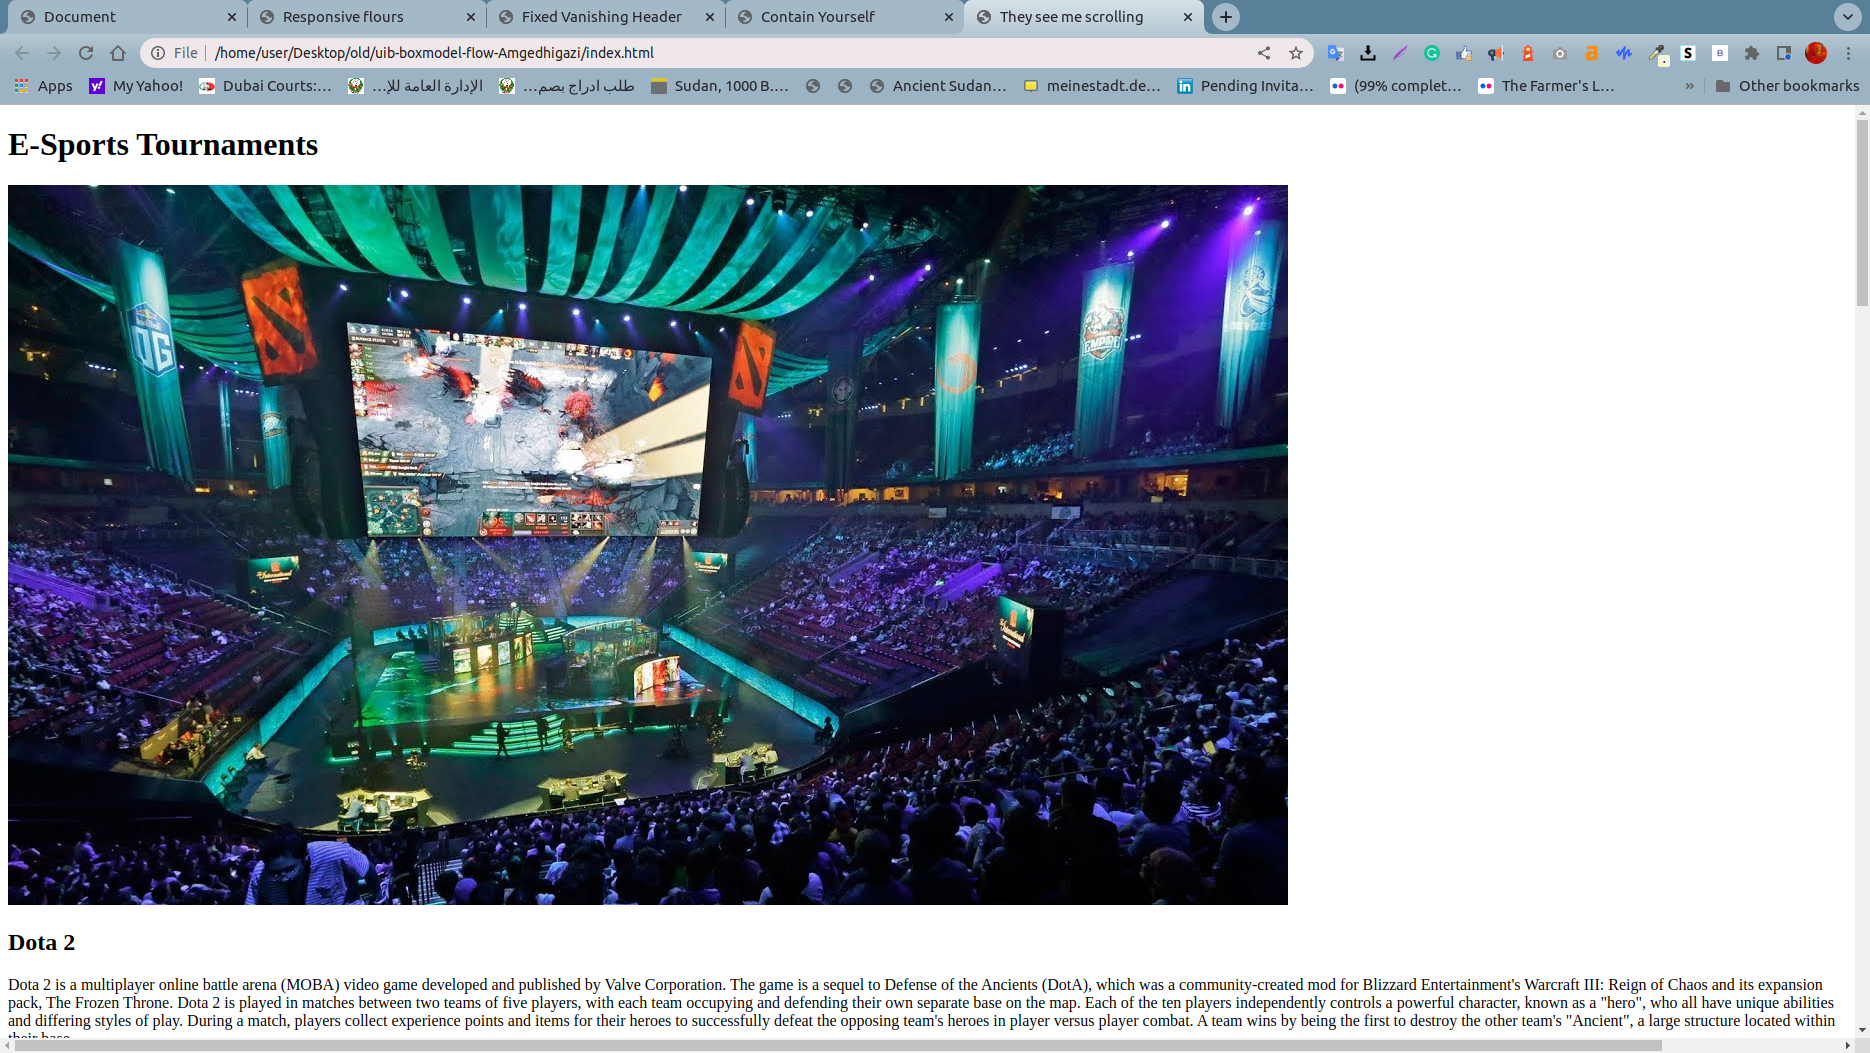 Document
Responsive flours
Fixed Vanishing Header
Contain Yourself
They see me scrolling
File
/home/user/Desktop/old/uib-boxmodel-flow-Amgedhigazi/index.html
Apps
My Yahoo!
Dubai Courts:...
الإدارة العامة للإ...
طلب ادراج بصم...
Sudan, 1000 B....
Ancient Sudan...
meinestadt.de...
Pending Invita...
(99% complet...
The Farmer's L...
»
Other bookmarks
E-Sports Tournaments
OG
EMPIRE
International
International
Dota 2
Dota 2 is a multiplayer online battle arena (MOBA) video game developed and published by Valve Corporation. The game is a sequel to Defense of the Ancients (DotA), which was a community-created mod for Blizzard Entertainment's Warcraft III: Reign of Chaos and its expansion
pack, The Frozen Throne. Dota 2 is played in matches between two teams of five players, with each team occupying and defending their own separate base on the map. Each of the ten players independently controls a powerful character, known as a "hero", who all have unique abilities
and differing styles of play. During a match, players collect experience points and items for their heroes to successfully defeat the opposing team's heroes in player versus player combat. A team wins by being the first to destroy the other team's "Ancient", a large structure located within
their base.